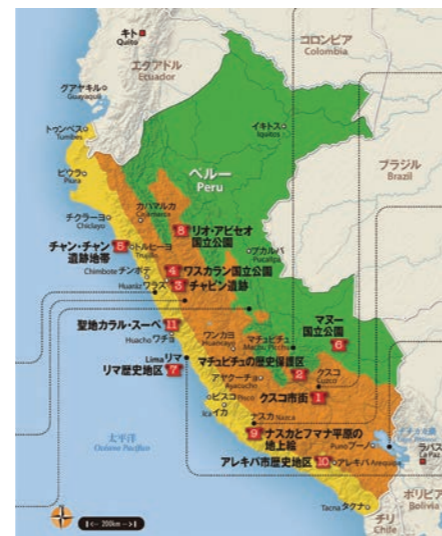 キト
Quito
コロンビア
Colombia
エクアドル
Ecuador
グアヤキル
Guayaquil
トゥンベス
Tumbes
イキトス
Iquitos
ペルー
Peru
ブラジル
Brazil
ピウラ
Piura
カハマルカ
Cajamarca
チクラーヨ
Chiclayo
8 リオ・アビセオ
国立公園
チャン・チャン
遺跡地帯
5
トルヒーヨ
Trujillo
プカルパ
Pucallpa
4 ワスカラン国立公園
Chimbote チンボテ
3 チャビン遺跡
Huaraz ワラス
マヌー
国立公園
6
聖地カラル・スーペ 11
Huacho ワチョ
ワンカヨ
Huancayo
マチュピチュ
Machu Picchu
Lima リマ
マチュピチュの歴史保護区
2
リマ歴史地区 7
アヤクーチョ
Ayacucho
クスコ
Cuzco
クスコ市街 1
ピスコ Pisco
Ica イカ
ナスカ Nazca
太平洋
Océano Pacífico
9 ナスカとフマナ平原の
地上絵
Puno プーノ
アレキパ市歴史地区 10
アレキパ Arequipa
ラパス
La Paz
ボリビア
Bolivia
Tacna タクナ
チリ
Chile
200km